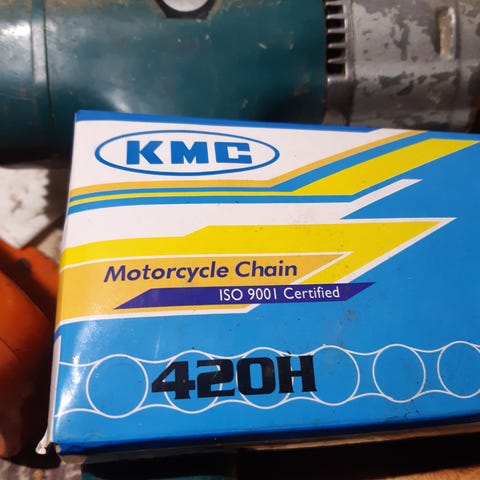 KMC
Motorcycle Chain
ISO 9001 Certified
420H